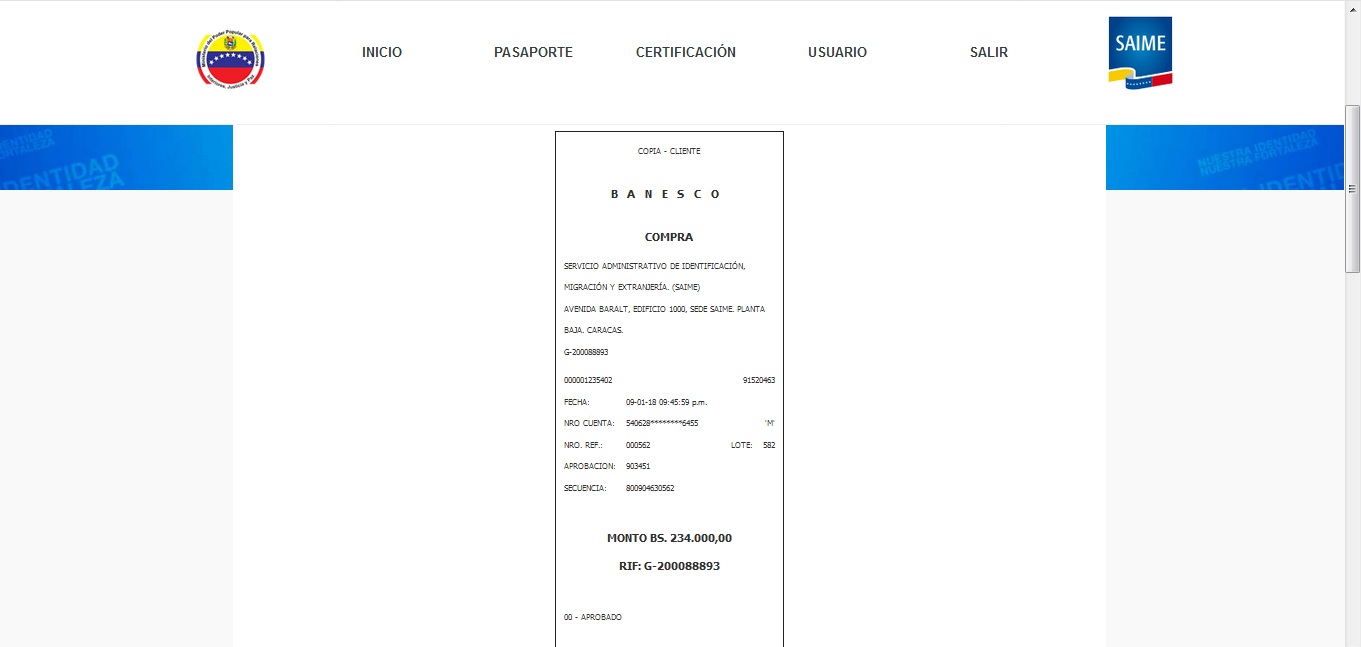 Ministerio del Poder Popular para Relaciones
Interiores, Justicia y Paz
INICIO
PASAPORTE
CERTIFICACIÓN
USUARIO
SALIR
SAIME
IDENTIDAD
NUESTRA IDENTIDAD
NUESTRA FORTALEZA
COPIA - CLIENTE
B A N E S C O
COMPRA
SERVICIO ADMINISTRATIVO DE IDENTIFICACIÓN,
MIGRACIÓN Y EXTRANJERÍA. (SAIME)
AVENIDA BARALT, EDIFICIO 1000, SEDE SAIME. PLANTA
BAJA. CARACAS.
G-200088893
000001235402 91520463
FECHA: 09-01-18 09:45:59 p.m.
NRO CUENTA: 540628********6455 'M'
NRO. REF.: 000562 LOTE: 582
APROBACION: 903451
SECUENCIA: 800904630562
MONTO BS. 234.000,00
RIF: G-200088893
00 - APROBADO